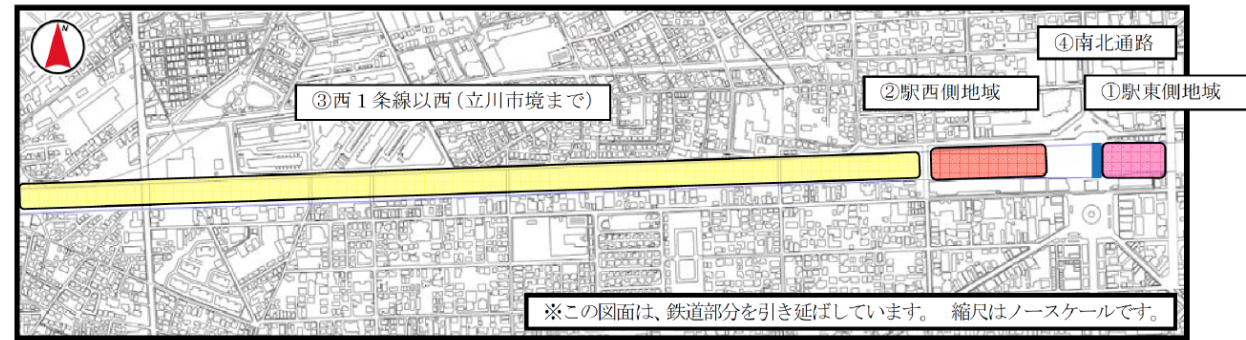 N
④南北通路
③西１条線以西（立川市境まで）
②駅西側地域
①駅東側地域
※この図面は、鉄道部分を引き延ばしています。　縮尺はノースケールです。